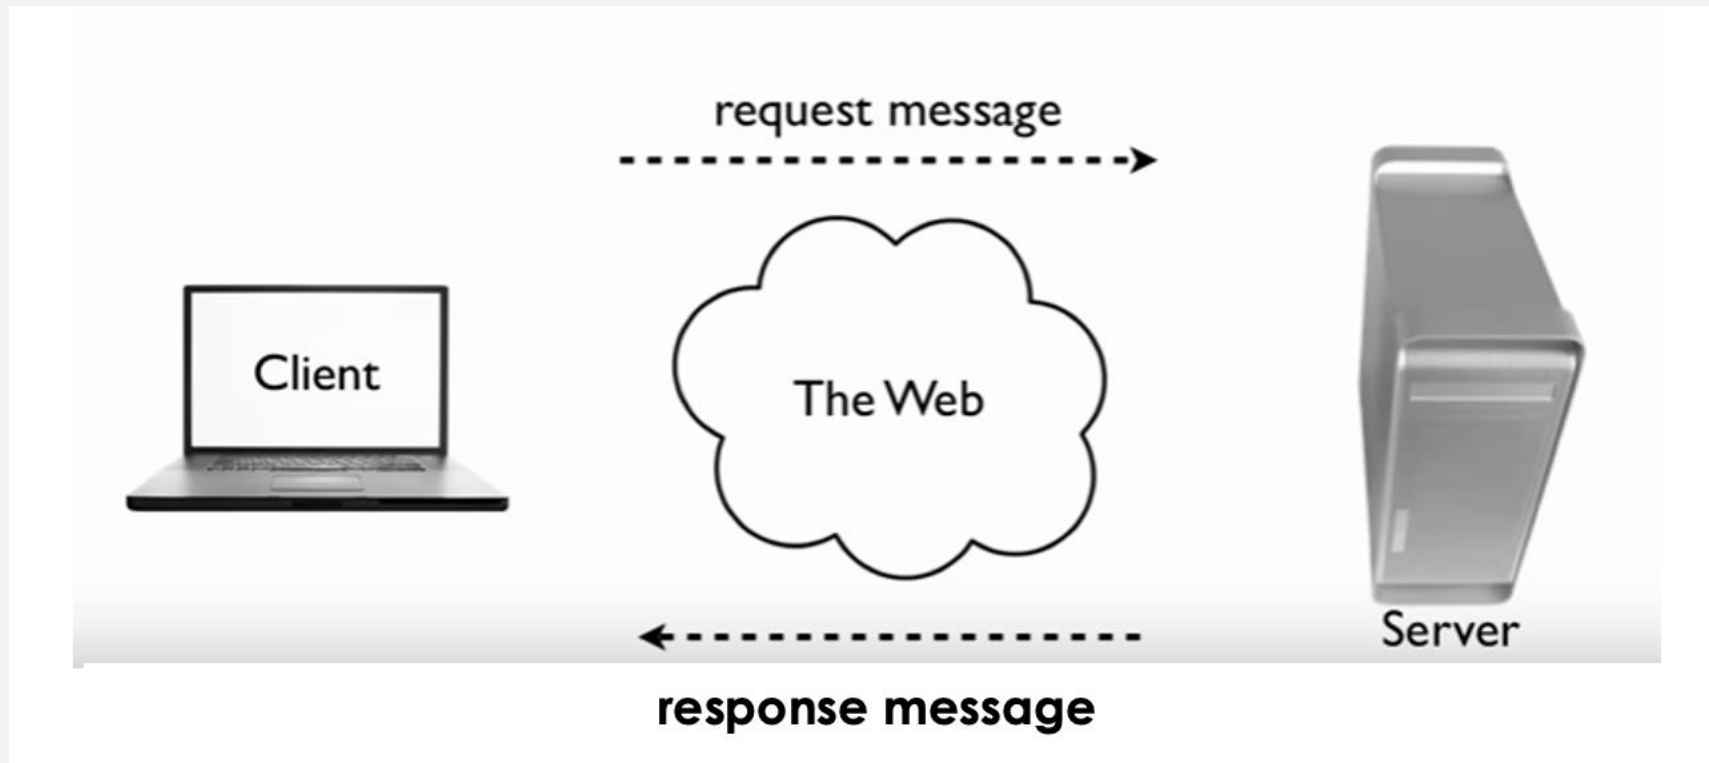 request message
Client
The Web
Server
response message